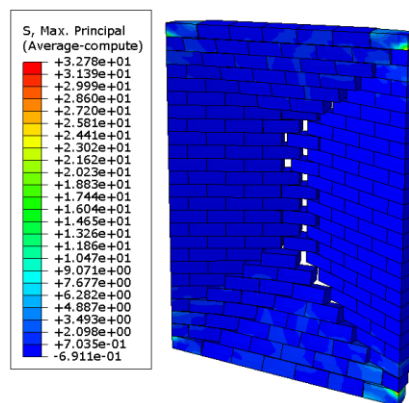 S, Max. Principal
(Average-compute)
+3.278e+01
+3.139e+01
+2.999e+01
+2.860e+01
+2.720e+01
+2.581e+01
+2.441e+01
+2.302e+01
+2.162e+01
+2.023e+01
+1.883e+01
+1.744e+01
+1.604e+01
+1.465e+01
+1.326e+01
+1.186e+01
+1.047e+01
+9.071e+00
+7.677e+00
+6.282e+00
+4.887e+00
+3.493e+00
+2.098e+00
+7.035e-01
-6.911e-01